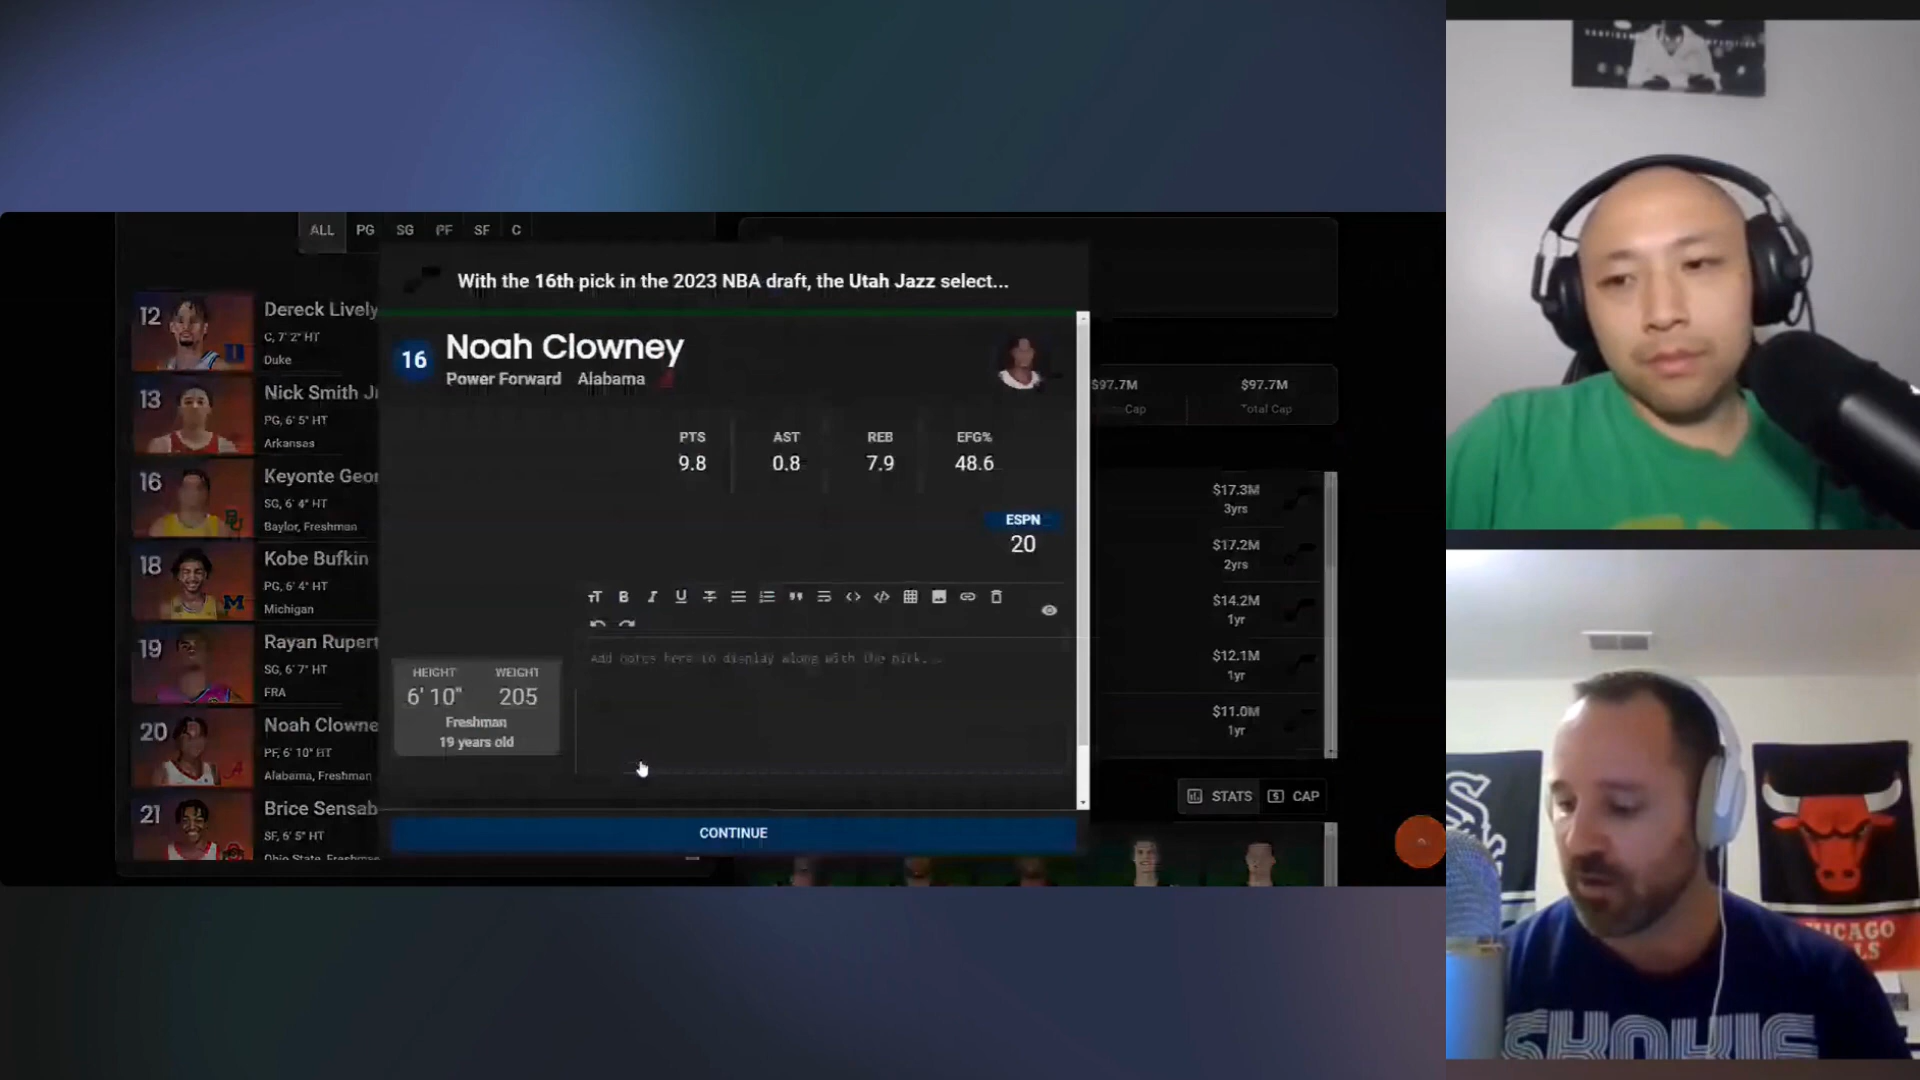 ALL PG SG PF SF C
With the 16th pick in the 2023 NBA draft, the Utah Jazz select...
12
Dereck Lively
C, 7' 2" HT
Duke
13
Nick Smith J
PG, 6' 5" HT
Arkansas
16
Keyonte Geor
SG, 6' 4" HT
Baylor, Freshman
18
Kobe Bufkin
PG, 6' 4" HT
Michigan
19
Rayan Rupert
SG, 6' 7" HT
FRA
20
Noah Clowne
PF, 6' 10" HT
Alabama, Freshman
21
Brice Sensab
SF, 6' 5" HT
Ohio State, Freshma
16
Noah Clowney
Power Forward Alabama
PTS AST REB EFG%
9.8 0.8 7.9 48.6
ESPN
20
Add notes here to display along with the pick...
HEIGHT WEIGHT
6' 10" 205
Freshman
19 years old
CONTINUE
$97.7M $97.7M
Cap Total Cap
$17.3M
3yrs
$17.2M
2yrs
$14.2M
1yr
$12.1M
1yr
$11.0M
1yr
STATS CAP
HICAGO
LLS
SKOKIE